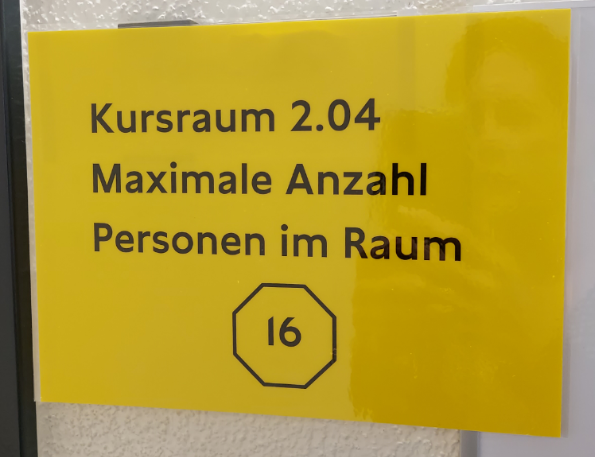 Kursraum 2.04
Maximale Anzahl
Personen im Raum
16